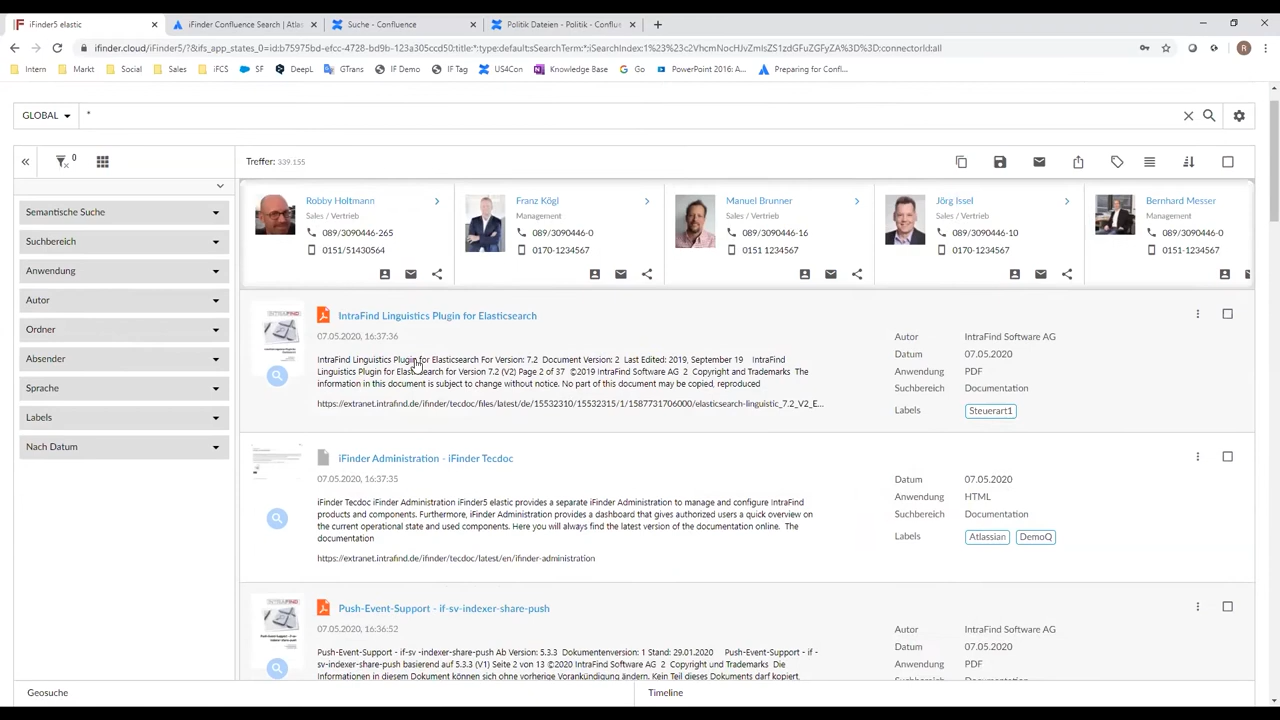 iFinder5 elastic
iFinder Confluence Search | Atlas
Suche - Confluence
Politik Dateien - Politik - Conflu
ifinder.cloud/iFinder5/?&ifs_app_states_0=id:b75975bd-efcc-4728-bd9b-123a305ccd50:title:*:type:default:sSearchTerm:*:iSearchIndex:1%23%23c2VhcmNocHJvZmlsZS1zdGFuZGFyZA%3D%3D:connectorId:all
R
Intern
Markt
Social
Sales
iFCS
SF
DeepL
GTrans
IF Demo
IF Tag
US4Con
Knowledge Base
Go
PowerPoint 2016: A...
Preparing for Confl...
GLOBAL
*
0
Treffer: 339.155
Semantische Suche
Suchbereich
Anwendung
Autor
Ordner
Absender
Sprache
Labels
Nach Datum
Robby Holtmann
Sales / Vertrieb
089/3090446-265
0151/51430564
Franz Kögl
Management
089/3090446-0
0170-1234567
Manuel Brunner
Sales / Vertrieb
089/3090446-16
0151 1234567
Jörg Issel
Sales / Vertrieb
089/3090446-10
0170-1234567
Bernhard Messer
Management
089/3090446-0
0151-1234567
IntraFind Linguistics Plugin for Elasticsearch
07.05.2020, 16:37:36
IntraFind Linguistics Plugin for Elasticsearch For Version: 7.2 Document Version: 2 Last Edited: 2019, September 19 IntraFind
Linguistics Plugin for Elasticsearch for Version 7.2 (V2) Page 2 of 37 ©2019 IntraFind Software AG 2 Copyright and Trademarks The
information in this document is subject to change without notice. No part of this document may be copied, reproduced
https://extranet.intrafind.de/ifinder/tecdoc/files/latest/de/15532310/15532315/1/1587731706000/elasticsearch-linguistic_7.2_V2_E...
Autor IntraFind Software AG
Datum 07.05.2020
Anwendung PDF
Suchbereich Documentation
Labels Steuerart1
iFinder Administration - iFinder Tecdoc
07.05.2020, 16:37:35
iFinder Tecdoc iFinder Administration iFinder5 elastic provides a separate iFinder Administration to manage and configure IntraFind
products and components. Furthermore, iFinder Administration provides a dashboard that gives authorized users a quick overview on
the current operational state and used components. Here you will always find the latest version of the documentation online. The
documentation
https://extranet.intrafind.de/ifinder/tecdoc/latest/en/ifinder-administration
Datum 07.05.2020
Anwendung HTML
Suchbereich Documentation
Labels Atlassian DemoQ
Push-Event-Support - if-sv-indexer-share-push
07.05.2020, 16:36:52
Push-Event-Support - if-sv -indexer-share-push Ab Version: 5.3.3 Dokumentenversion: 1 Stand: 29.01.2020 Push-Event-Support - if -
sv-indexer-share-push basierend auf 5.3.3 (V1) Seite 2 von 13 ©2020 IntraFind Software AG 2 Copyright und Trademarks Die
Informationen in diesem Dokument können sich ohne vorherige Vorankündigung ändern. Kein Teil dieses Dokuments darf kopiert,
Autor IntraFind Software AG
Datum 07.05.2020
Anwendung PDF
Geosuche
Timeline